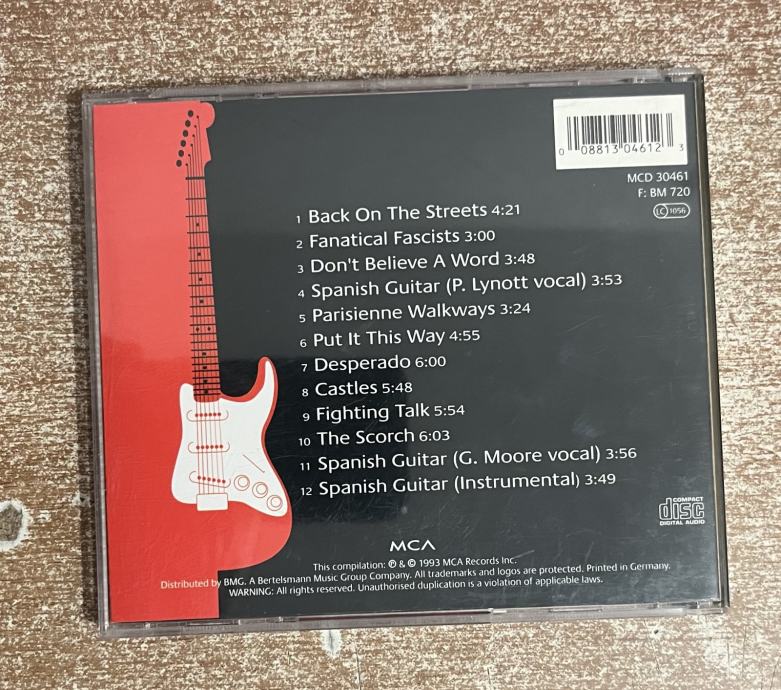 0 08813 04612 3
MCD 30461
F: BM 720
LC 1056
1 Back On The Streets 4:21
2 Fanatical Fascists 3:00
3 Don't Believe A Word 3:48
4 Spanish Guitar (P. Lynott vocal) 3:53
5 Parisienne Walkways 3:24
6 Put It This Way 4:55
7 Desperado 6:00
8 Castles 5:48
9 Fighting Talk 5:54
10 The Scorch 6:03
11 Spanish Guitar (G. Moore vocal) 3:56
12 Spanish Guitar (Instrumental) 3:49
COMPACT
disc
DIGITAL AUDIO
MCA
This compilation: ℗ & © 1993 MCA Records Inc.
Distributed by BMG. A Bertelsmann Music Group Company. All trademarks and logos are protected. Printed in Germany.
WARNING: All rights reserved. Unauthorised duplication is a violation of applicable laws.